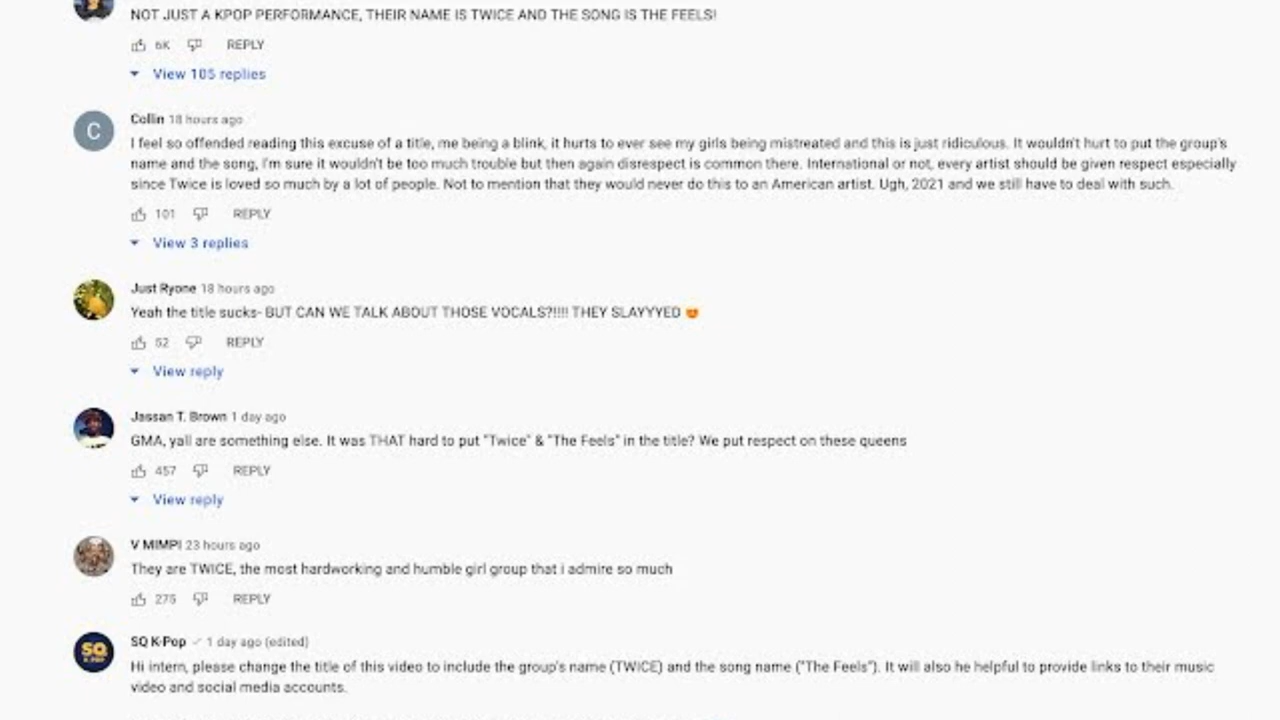 NOT JUST A KPOP PERFORMANCE, THEIR NAME IS TWICE AND THE SONG IS THE FEELS!
6K REPLY
View 105 replies
C
Collin 18 hours ago
I feel so offended reading this excuse of a title, me being a blink, it hurts to ever see my girls being mistreated and this is just ridiculous. It wouldn't hurt to put the group's
name and the song, I'm sure it wouldn't be too much trouble but then again disrespect is common there. International or not, every artist should be given respect especially
since Twice is loved so much by a lot of people. Not to mention that they would never do this to an American artist. Ugh, 2021 and we still have to deal with such.
101 REPLY
View 3 replies
Just Ryone 18 hours ago
Yeah the title sucks- BUT CAN WE TALK ABOUT THOSE VOCALS?!!!! THEY SLAYYYED 😍
52 REPLY
View reply
Jassan T. Brown 1 day ago
GMA, yall are something else. It was THAT hard to put "Twice" & "The Feels" in the title? We put respect on these queens
457 REPLY
View reply
V MIMPI 23 hours ago
They are TWICE, the most hardworking and humble girl group that i admire so much
275 REPLY
SQ K-POP
SQ K-Pop ✓ 1 day ago (edited)
Hi intern, please change the title of this video to include the group's name (TWICE) and the song name ("The Feels"). It will also he helpful to provide links to their music
video and social media accounts.